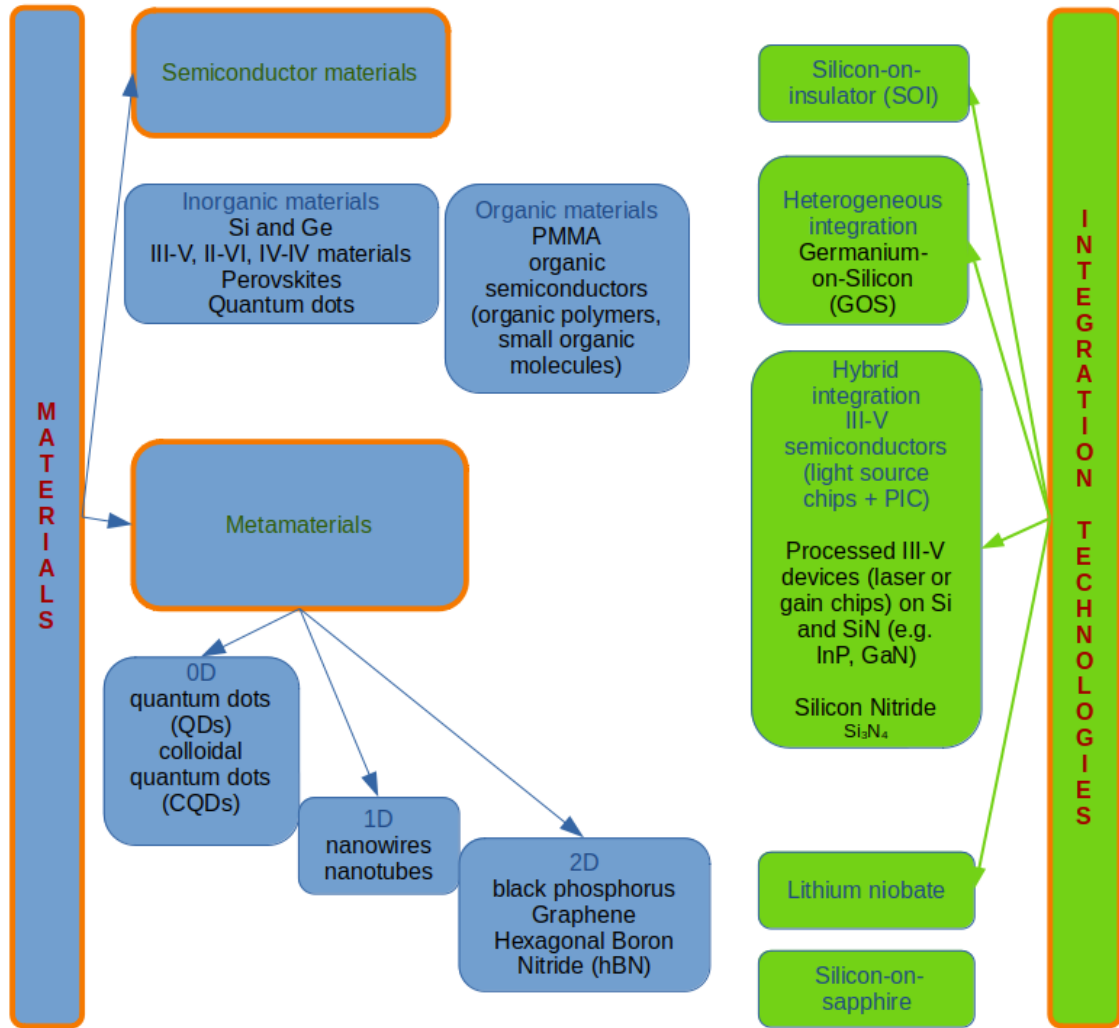 MATERIALS
Semiconductor materials
Inorganic materials
Si and Ge
III-V, II-VI, IV-IV materials
Perovskites
Quantum dots
Organic materials
PMMA
organic
semiconductors
(organic polymers,
small organic
molecules)
Metamaterials
0D
quantum dots
(QDs)
colloidal
quantum dots
(CQDs)
1D
nanowires
nanotubes
2D
black phosphorus
Graphene
Hexagonal Boron
Nitride (hBN)
Silicon-on-
insulator (SOI)
Heterogeneous
integration
Germanium-
on-Silicon
(GOS)
Hybrid
integration
III-V
semiconductors
(light source
chips + PIC)
Processed III-V
devices (laser or
gain chips) on Si
and SiN (e.g.
InP, GaN)
Silicon Nitride
Si₃N₄
Lithium niobate
Silicon-on-
sapphire
INTEGRATION TECHNOLOGIES